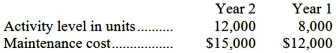 Year 2 Year 1
Activity level in units.......... 12,000 8,000
Maintenance cost................. $15,000 $12,000